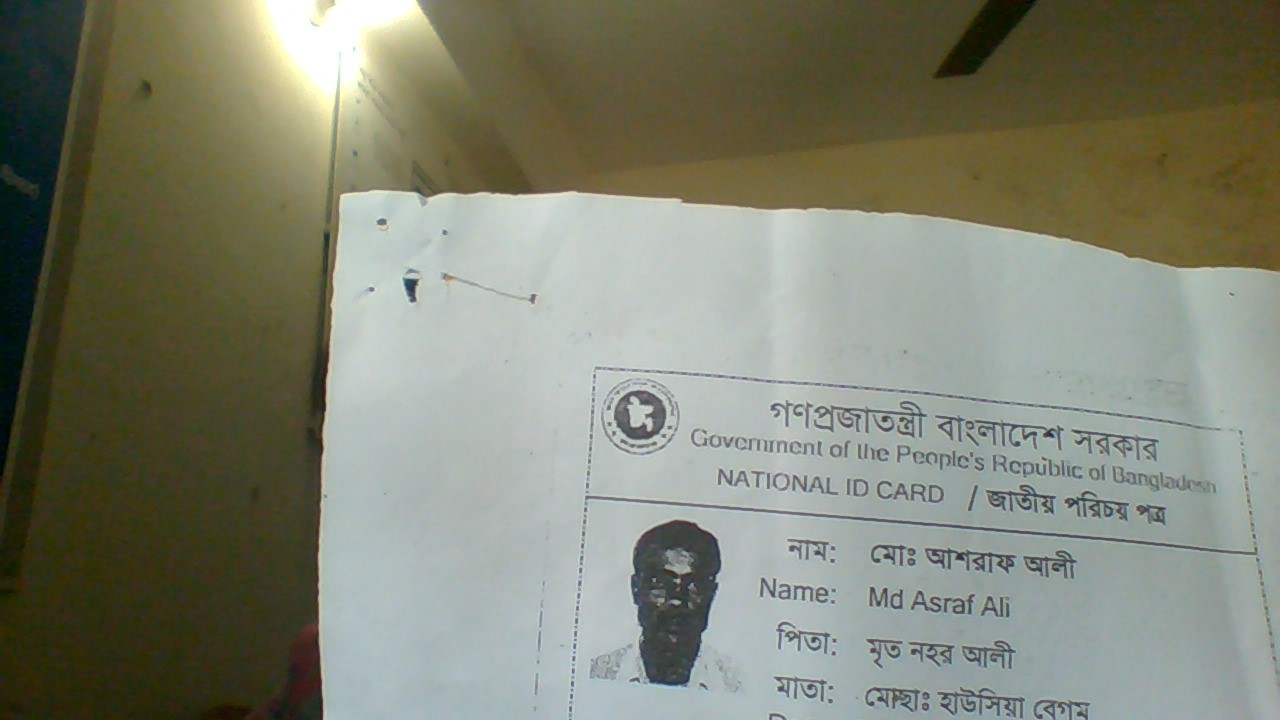 গণপ্রজাতন্ত্রী বাংলাদেশ সরকার
Government of the People's Republic of Bangladesh
NATIONAL ID CARD / জাতীয় পরিচয় পত্র
নাম: মোঃ আশরাফ আলী
Name: Md Asraf Ali
পিতা: মৃত নহর আলী
মাতা: মোছাঃ হাউসিয়া বেগম